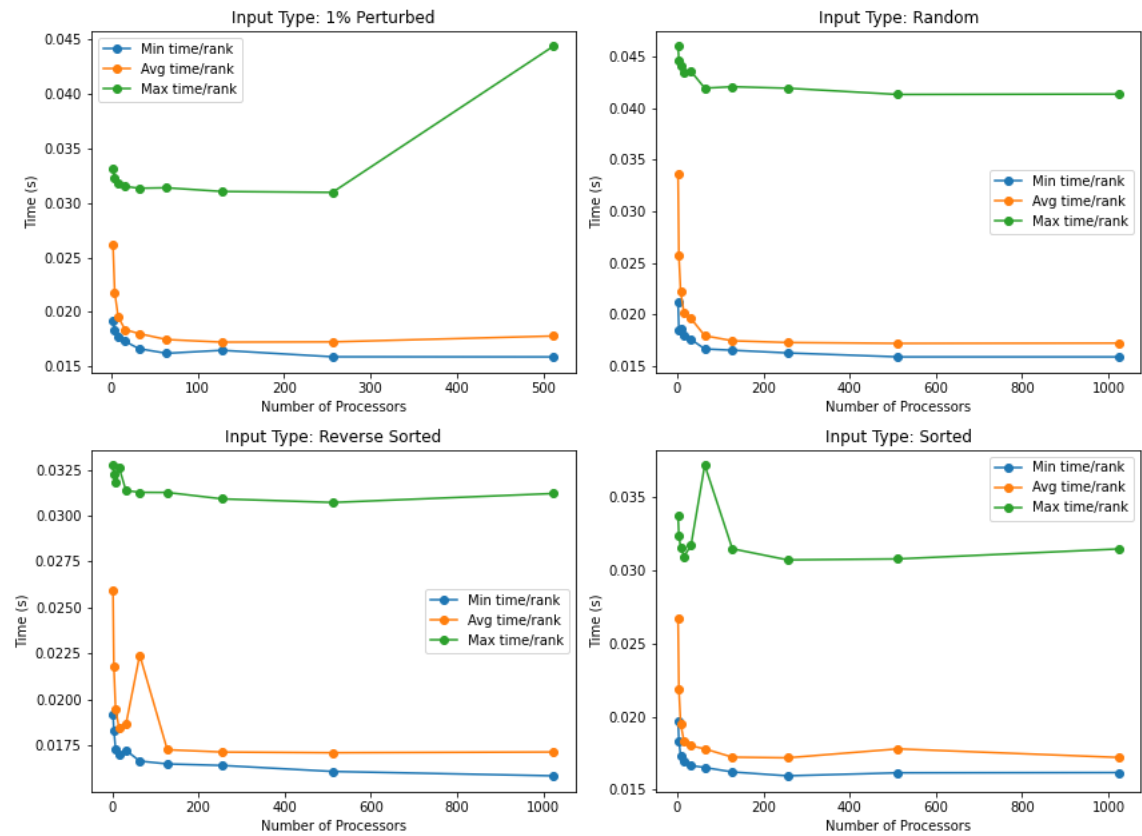 Input Type: 1% Perturbed
0.045
0.040
0.035
0.030
0.025
0.020
0.015
Time (s)
Min time/rank
Avg time/rank
Max time/rank
0
100
200
300
400
500
Number of Processors
Input Type: Random
0.045
0.040
0.035
0.030
0.025
0.020
0.015
Time (s)
Min time/rank
Avg time/rank
Max time/rank
0
200
400
600
800
1000
Number of Processors
Input Type: Reverse Sorted
0.0325
0.0300
0.0275
0.0250
0.0225
0.0200
0.0175
Time (s)
Min time/rank
Avg time/rank
Max time/rank
0
200
400
600
800
1000
Number of Processors
Input Type: Sorted
0.035
0.030
0.025
0.020
0.015
Time (s)
Min time/rank
Avg time/rank
Max time/rank
0
200
400
600
800
1000
Number of Processors